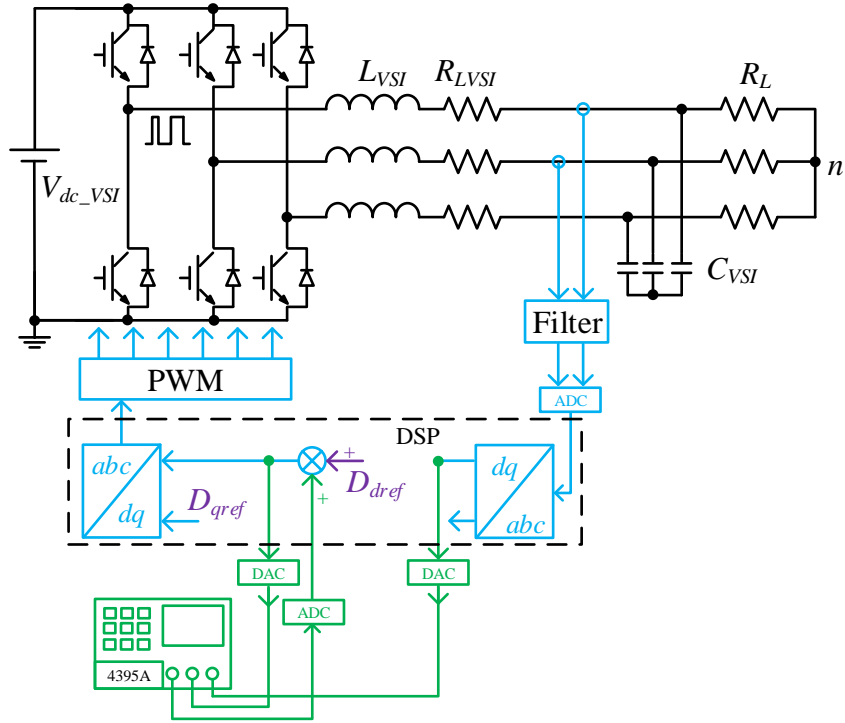 L_VSI R_LVSI R_L
V_dc_VSI
n
C_VSI
Filter
PWM
ADC
DSP
abc
dq
D_qref
+
D_dref
+
dq
abc
DAC
DAC
ADC
4395A